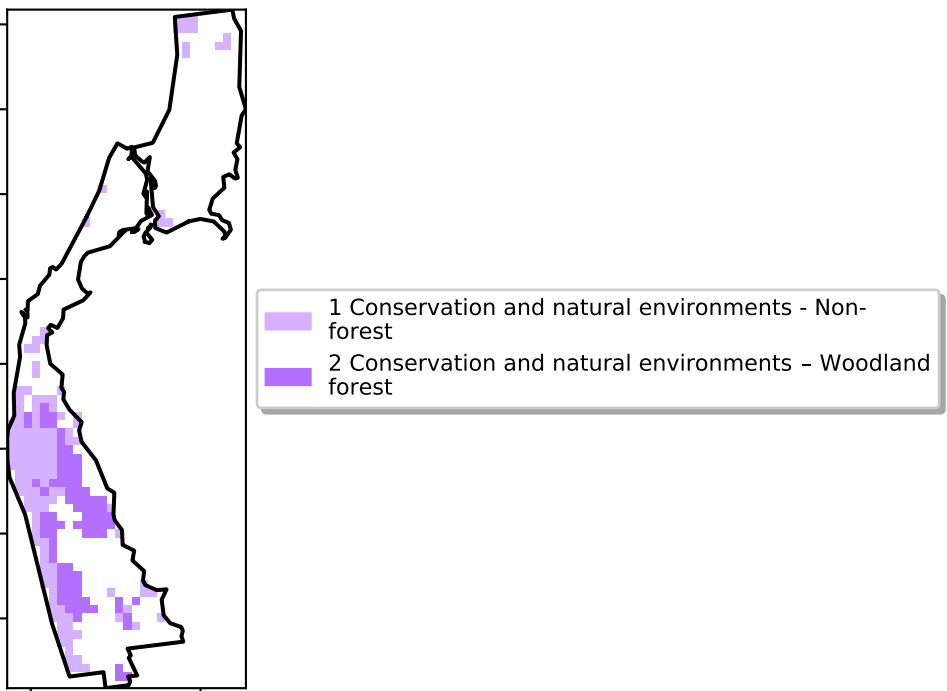 1 Conservation and natural environments - Non-
forest
2 Conservation and natural environments – Woodland
forest